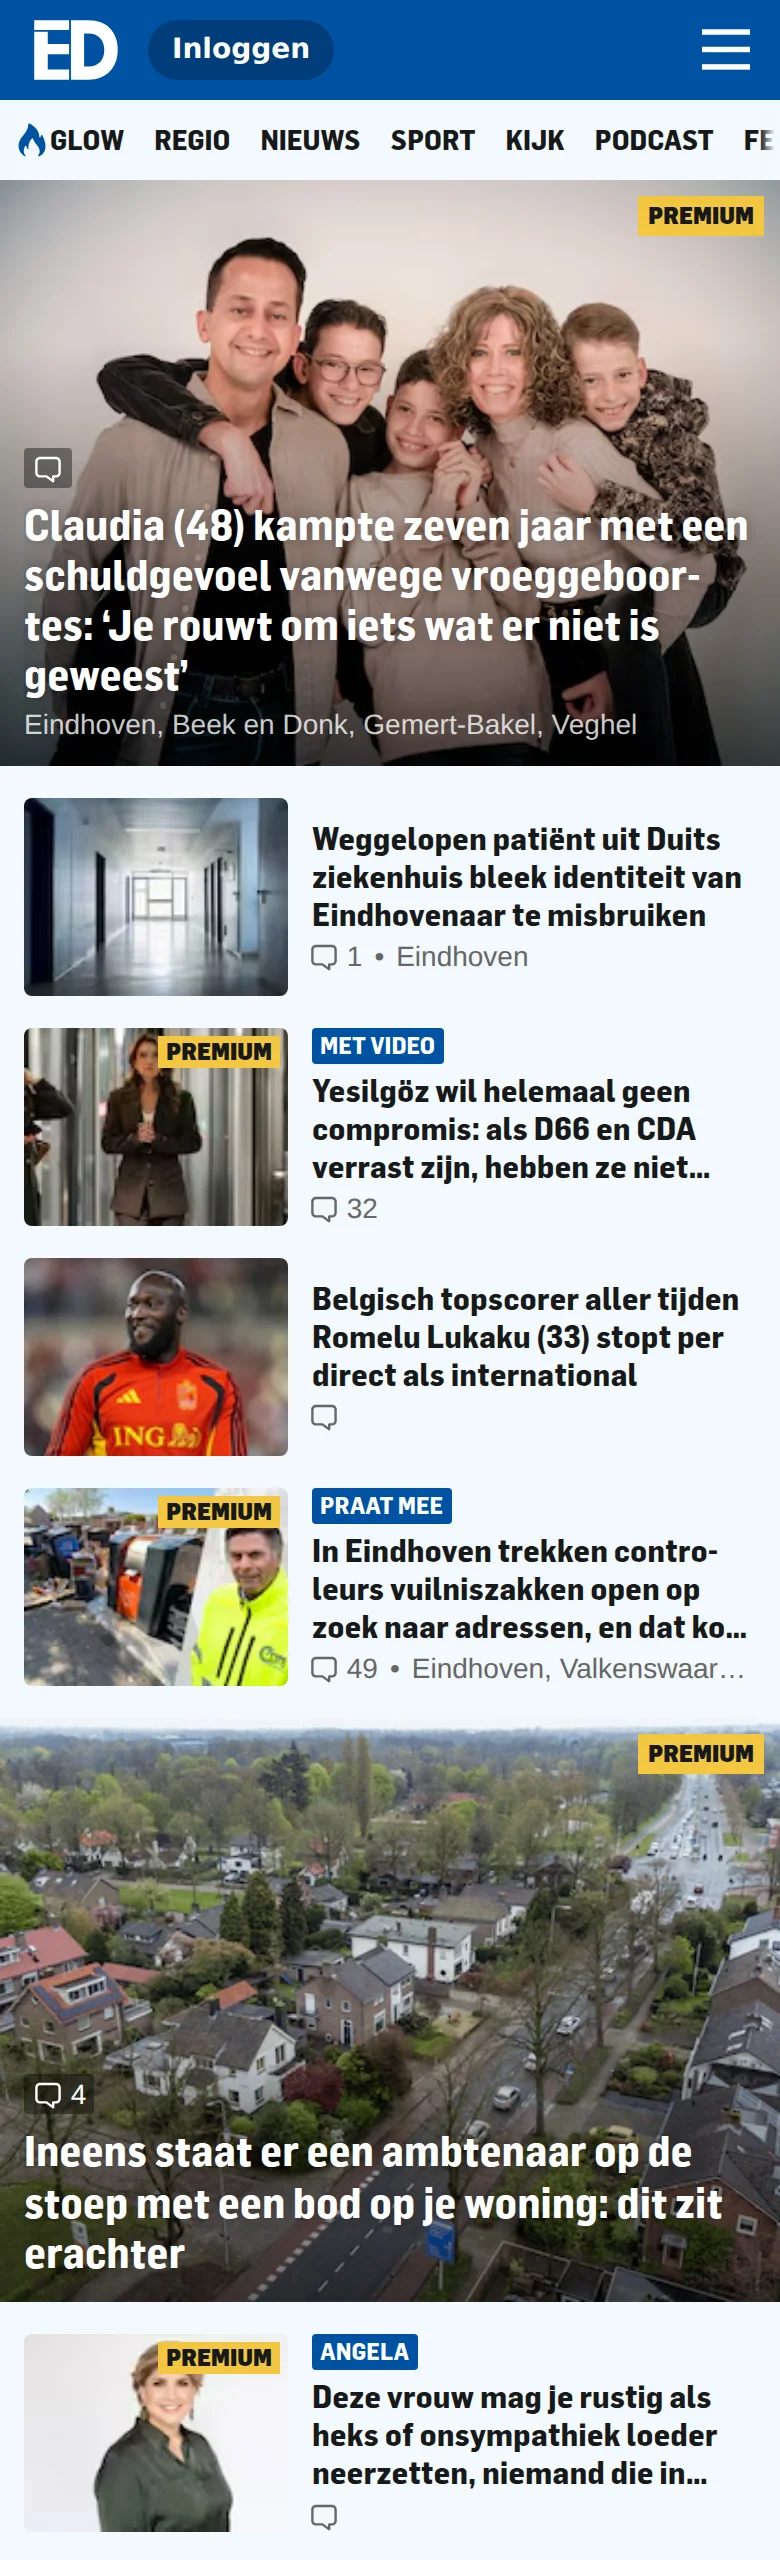 ED
Inloggen
GLOW REGIO NIEUWS SPORT KIJK PODCAST FE
PREMIUM
Claudia (48) kampte zeven jaar met een
schuldgevoel vanwege vroeggeboor-
tes: ‘Je rouwt om iets wat er niet is
geweest’
Eindhoven, Beek en Donk, Gemert-Bakel, Veghel
Weggelopen patiënt uit Duits
ziekenhuis bleek identiteit van
Eindhovenaar te misbruiken
1 • Eindhoven
PREMIUM
MET VIDEO
Yesilgöz wil helemaal geen
compromis: als D66 en CDA
verrast zijn, hebben ze niet...
32
ING
Belgisch topscorer aller tijden
Romelu Lukaku (33) stopt per
direct als international
PREMIUM
PRAAT MEE
In Eindhoven trekken contro-
leurs vuilniszakken open op
zoek naar adressen, en dat ko...
49 • Eindhoven, Valkenswaar...
PREMIUM
4
Ineens staat er een ambtenaar op de
stoep met een bod op je woning: dit zit
erachter
PREMIUM
ANGELA
Deze vrouw mag je rustig als
heks of onsympathiek loeder
neerzetten, niemand die in...